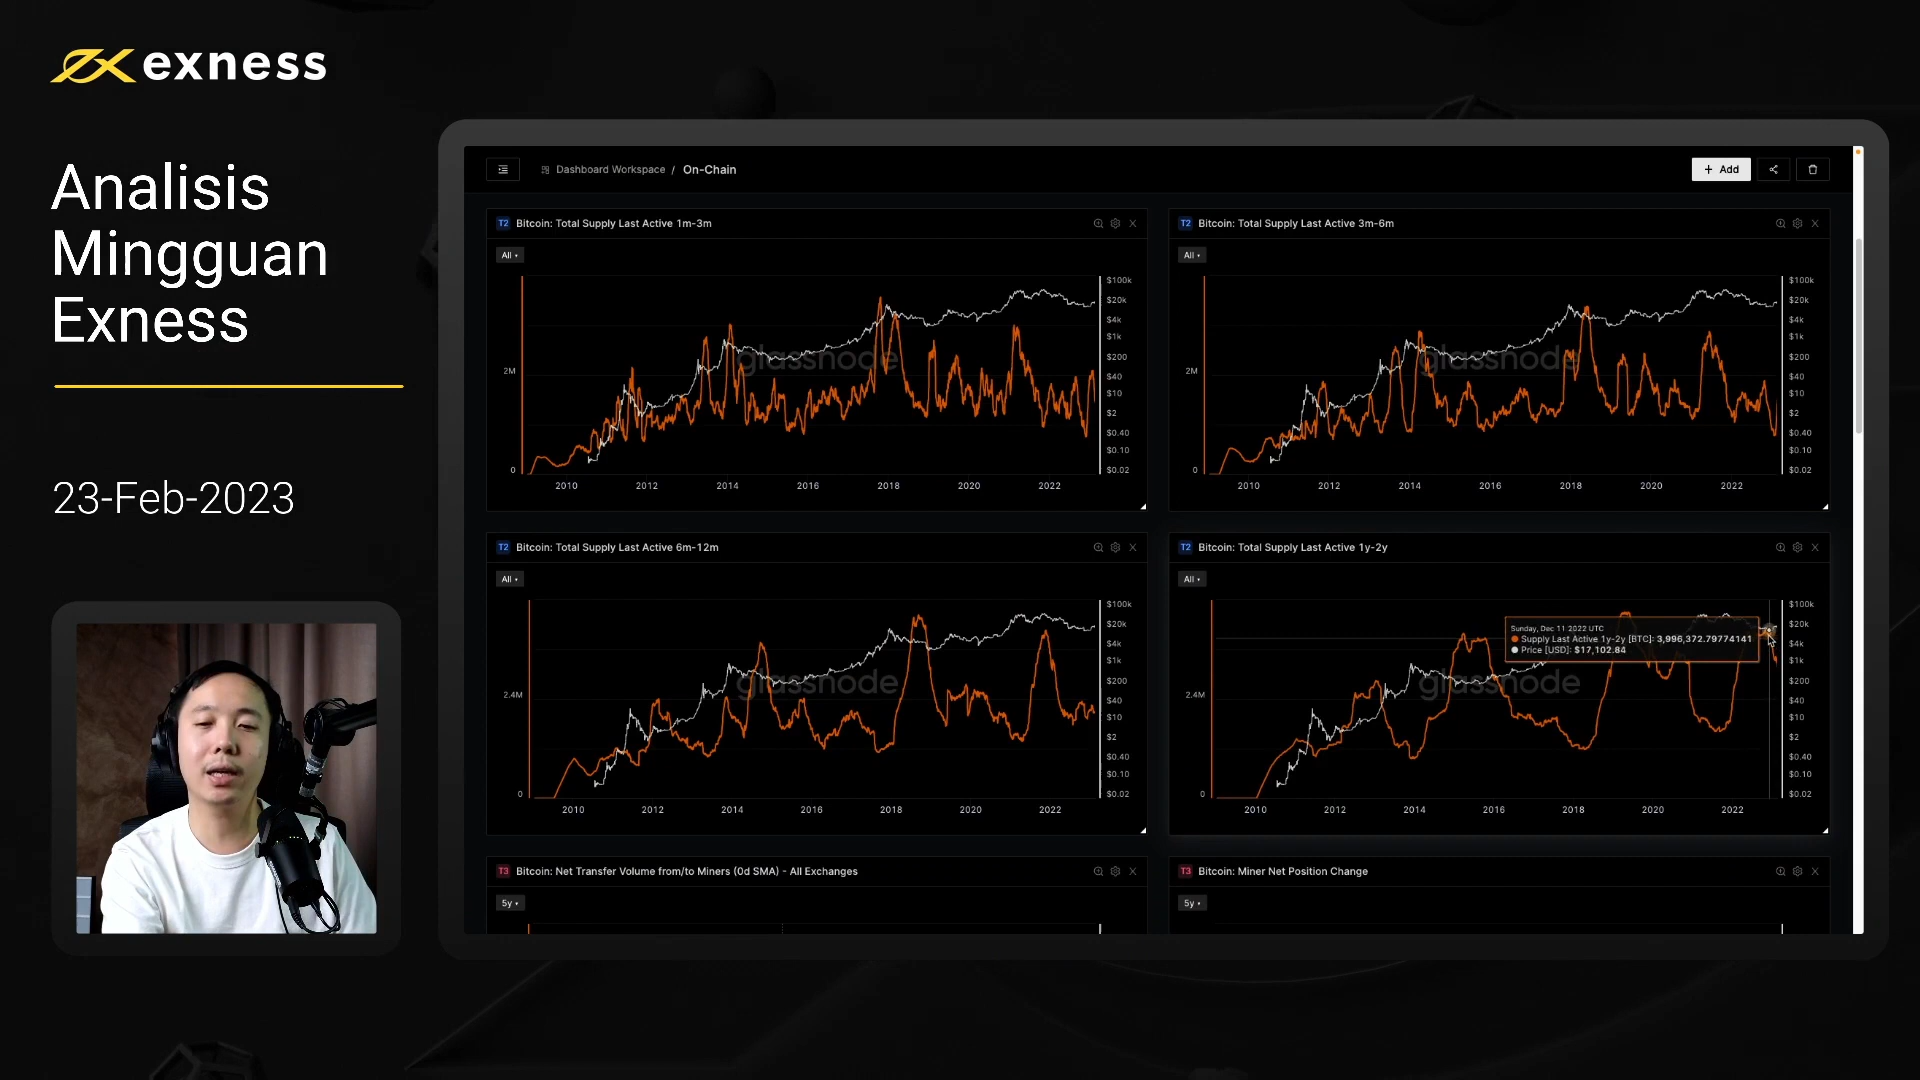 exness
Analisis
Mingguan
Exness
23-Feb-2023
Dashboard Workspace / On-Chain
+ Add
T2 Bitcoin: Total Supply Last Active 1m-3m
All
$100k
$20k
$4k
$1k
$200
$40
$10
$2
$0.40
$0.10
$0.02
2M
0
glassnode
2010 2012 2014 2016 2018 2020 2022
T2 Bitcoin: Total Supply Last Active 3m-6m
All
$100k
$20k
$4k
$1k
$200
$40
$10
$2
$0.40
$0.10
$0.02
2M
0
glassnode
2010 2012 2014 2016 2018 2020 2022
T2 Bitcoin: Total Supply Last Active 6m-12m
All
$100k
$20k
$4k
$1k
$200
$40
$10
$2
$0.40
$0.10
$0.02
2.4M
0
glassnode
2010 2012 2014 2016 2018 2020 2022
T2 Bitcoin: Total Supply Last Active 1y-2y
All
Sunday, Dec 11 2022 UTC
Supply Last Active 1y-2y [BTC]: 3,996,372.79774141
Price [USD]: $17,102.84
$100k
$20k
$4k
$1k
$200
$40
$10
$2
$0.40
$0.10
$0.02
2.4M
0
glassnode
2010 2012 2014 2016 2018 2020 2022
T3 Bitcoin: Net Transfer Volume from/to Miners (0d SMA) - All Exchanges
5y
T3 Bitcoin: Miner Net Position Change
5y